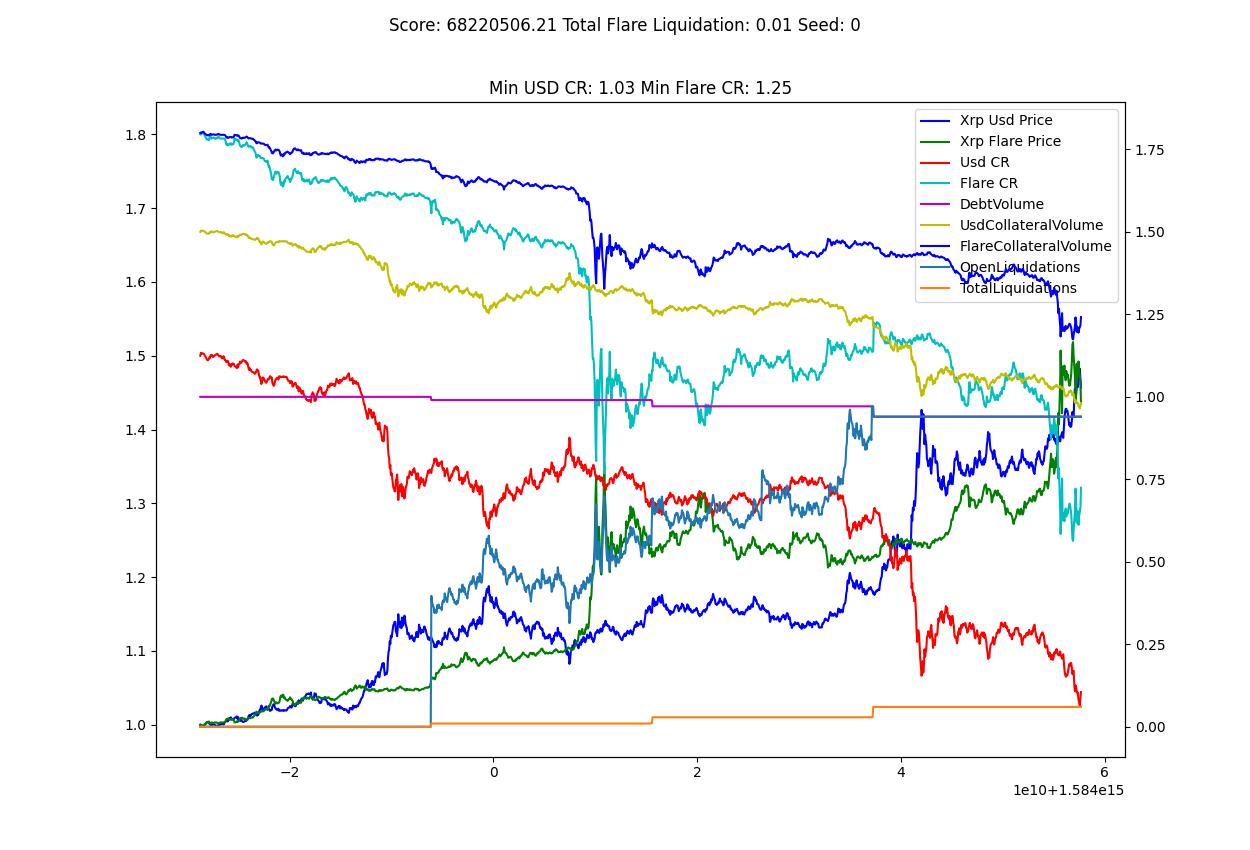 Score: 68220506.21 Total Flare Liquidation: 0.01 Seed: 0
Min USD CR: 1.03 Min Flare CR: 1.25
1.8
1.7
1.6
1.5
1.4
1.3
1.2
1.1
1.0
Xrp Usd Price
Xrp Flare Price
Usd CR
Flare CR
DebtVolume
UsdCollateralVolume
FlareCollateralVolume
OpenLiquidations
TotalLiquidations
1.75
1.50
1.25
1.00
0.75
0.50
0.25
0.00
−2 0 2 4 6
1e10+1.584e15